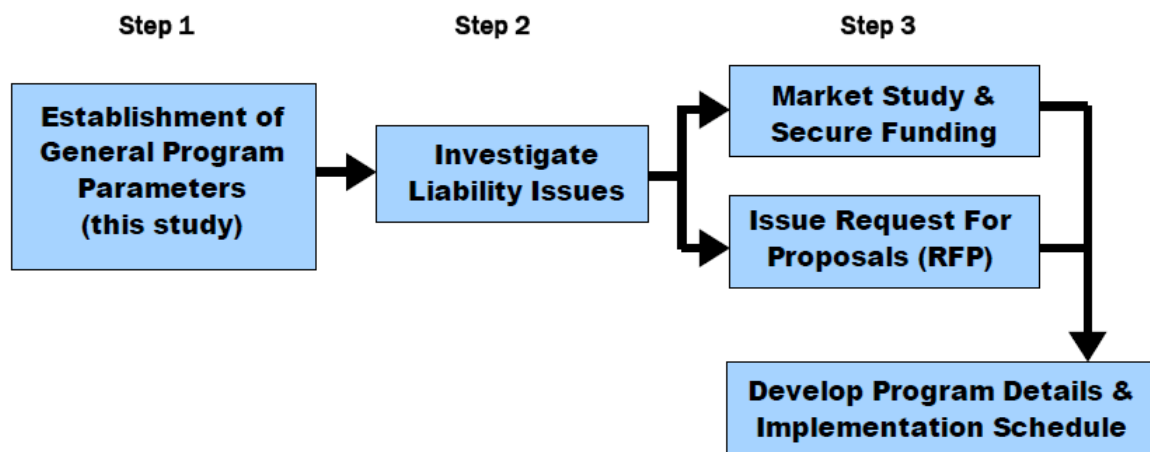 Step 1
Step 2
Step 3
Establishment of
General Program
Parameters
(this study)
Investigate
Liability Issues
Market Study &
Secure Funding
Issue Request For
Proposals (RFP)
Develop Program Details &
Implementation Schedule